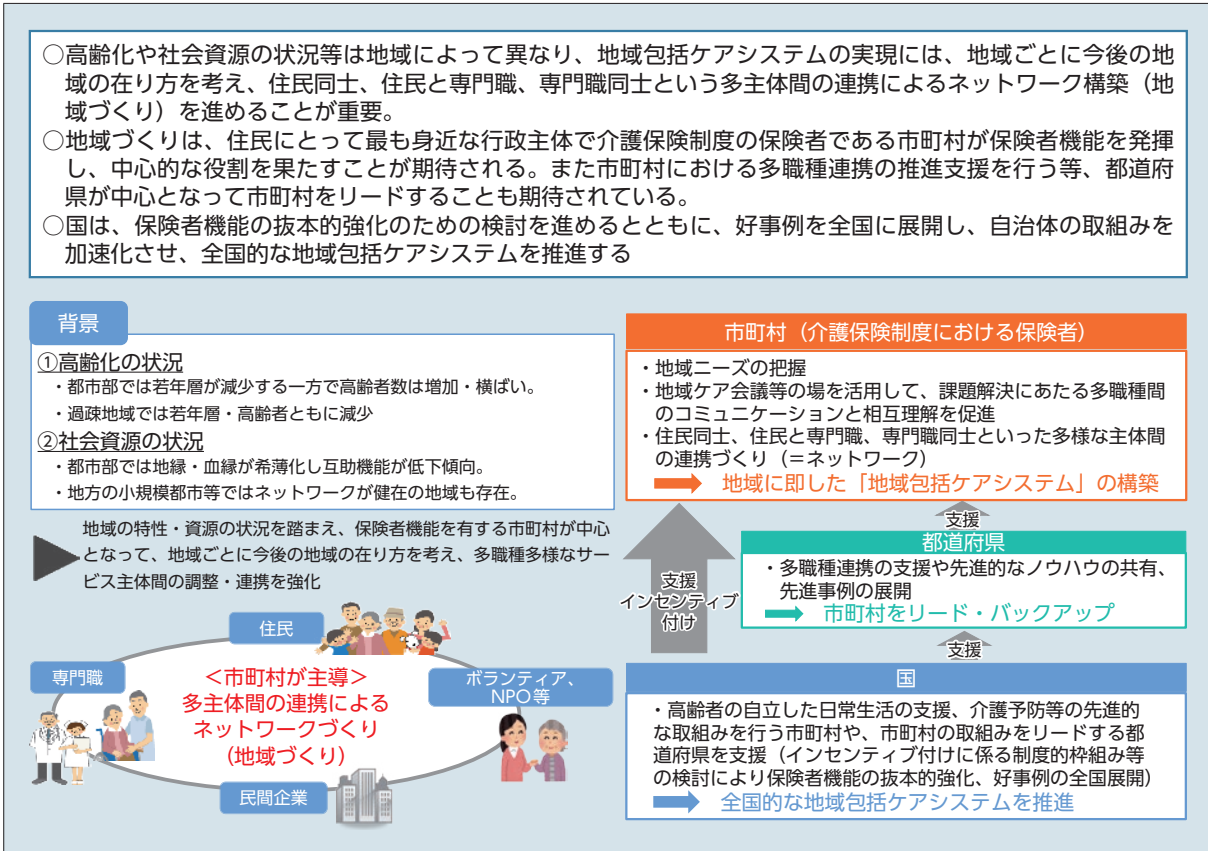 ○高齢化や社会資源の状況等は地域によって異なり、地域包括ケアシステムの実現には、地域ごとに今後の地
域の在り方を考え、住民同士、住民と専門職、専門職同士という多主体間の連携によるネットワーク構築（地
域づくり）を進めることが重要。
○地域づくりは、住民にとって最も身近な行政主体で介護保険制度の保険者である市町村が保険者機能を発揮
し、中心的な役割を果たすことが期待される。また市町村における多職種連携の推進支援を行う等、都道府
県が中心となって市町村をリードすることも期待されている。
○国は、保険者機能の抜本的強化のための検討を進めるとともに、好事例を全国に展開し、自治体の取組みを
加速化させ、全国的な地域包括ケアシステムを推進する
背景
①高齢化の状況
・都市部では若年層が減少する一方で高齢者数は増加・横ばい。
・過疎地域では若年層・高齢者ともに減少
②社会資源の状況
・都市部では地縁・血縁が希薄化し互助機能が低下傾向。
・地方の小規模都市等ではネットワークが健在の地域も存在。
地域の特性・資源の状況を踏まえ、保険者機能を有する市町村が中心
となって、地域ごとに今後の地域の在り方を考え、多職種多様なサー
ビス主体間の調整・連携を強化
住民
専門職
ボランティア、
NPO等
民間企業
＜市町村が主導＞
多主体間の連携による
ネットワークづくり
（地域づくり）
市町村（介護保険制度における保険者）
・地域ニーズの把握
・地域ケア会議等の場を活用して、課題解決にあたる多職種間
のコミュニケーションと相互理解を促進
・住民同士、住民と専門職、専門職同士といった多様な主体間
の連携づくり（＝ネットワーク）
地域に即した「地域包括ケアシステム」の構築
支援
インセンティブ
付け
支援
都道府県
・多職種連携の支援や先進的なノウハウの共有、
先進事例の展開
市町村をリード・バックアップ
支援
国
・高齢者の自立した日常生活の支援、介護予防等の先進的
な取組みを行う市町村や、市町村の取組みをリードする都
道府県を支援（インセンティブ付けに係る制度的枠組み等
の検討により保険者機能の抜本的強化、好事例の全国展開）
全国的な地域包括ケアシステムを推進